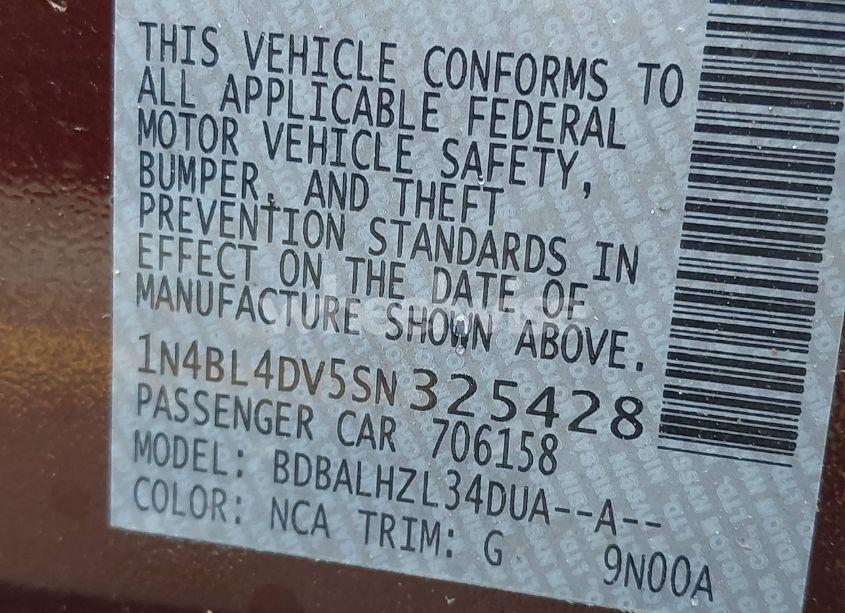 THIS VEHICLE CONFORMS TO
ALL APPLICABLE FEDERAL
MOTOR VEHICLE SAFETY,
BUMPER, AND THEFT
PREVENTION STANDARDS IN
EFFECT ON THE DATE OF
MANUFACTURE SHOWN ABOVE.
1N4BL4DV5SN325428
PASSENGER CAR 706158
MODEL: BDBALHZL34DUA--A--
COLOR: NCA TRIM: G 9N00A